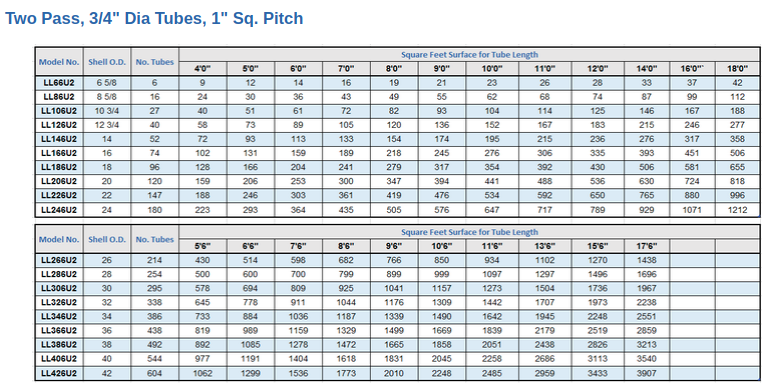 Two Pass, 3/4" Dia Tubes, 1" Sq. Pitch
Model No. Shell O.D. No. Tubes Square Feet Surface for Tube Length
4'0" 5'0" 6'0" 7'0" 8'0" 9'0" 10'0" 11'0" 12'0" 14'0" 16'0" 18'0"
LL66U2 6 5/8 6 9 12 14 16 19 21 23 26 28 33 37 42
LL86U2 8 5/8 16 24 30 36 43 49 55 62 68 74 87 99 112
LL106U2 10 3/4 27 40 51 61 72 82 93 104 114 125 146 167 188
LL126U2 12 3/4 40 58 73 89 105 120 136 152 167 183 215 246 277
LL146U2 14 52 72 93 113 133 154 174 195 215 236 276 317 358
LL166U2 16 74 102 131 159 189 218 245 276 306 335 393 451 506
LL186U2 18 96 128 166 204 241 279 317 354 392 430 506 581 655
LL206U2 20 120 159 206 253 300 347 394 441 488 536 630 724 818
LL226U2 22 147 188 246 303 361 419 476 534 592 650 765 880 996
LL246U2 24 180 223 293 364 435 505 576 647 717 789 929 1071 1212
Model No. Shell O.D. No. Tubes Square Feet Surface for Tube Length
5'6" 6'6" 7'6" 8'6" 9'6" 10'6" 11'6" 13'6" 15'6" 17'6"
LL266U2 26 214 430 514 598 682 766 850 934 1102 1270 1438
LL286U2 28 254 500 600 700 799 899 999 1097 1297 1496 1696
LL306U2 30 295 578 694 809 925 1041 1157 1273 1504 1736 1967
LL326U2 32 338 645 778 911 1044 1176 1309 1442 1707 1973 2238
LL346U2 34 386 733 884 1036 1187 1339 1490 1642 1945 2248 2551
LL366U2 36 438 819 989 1159 1329 1499 1669 1839 2179 2519 2859
LL386U2 38 492 892 1085 1278 1472 1665 1858 2051 2438 2826 3213
LL406U2 40 544 977 1191 1404 1618 1831 2045 2258 2686 3113 3540
LL426U2 42 604 1062 1299 1536 1773 2010 2248 2485 2959 3433 3907